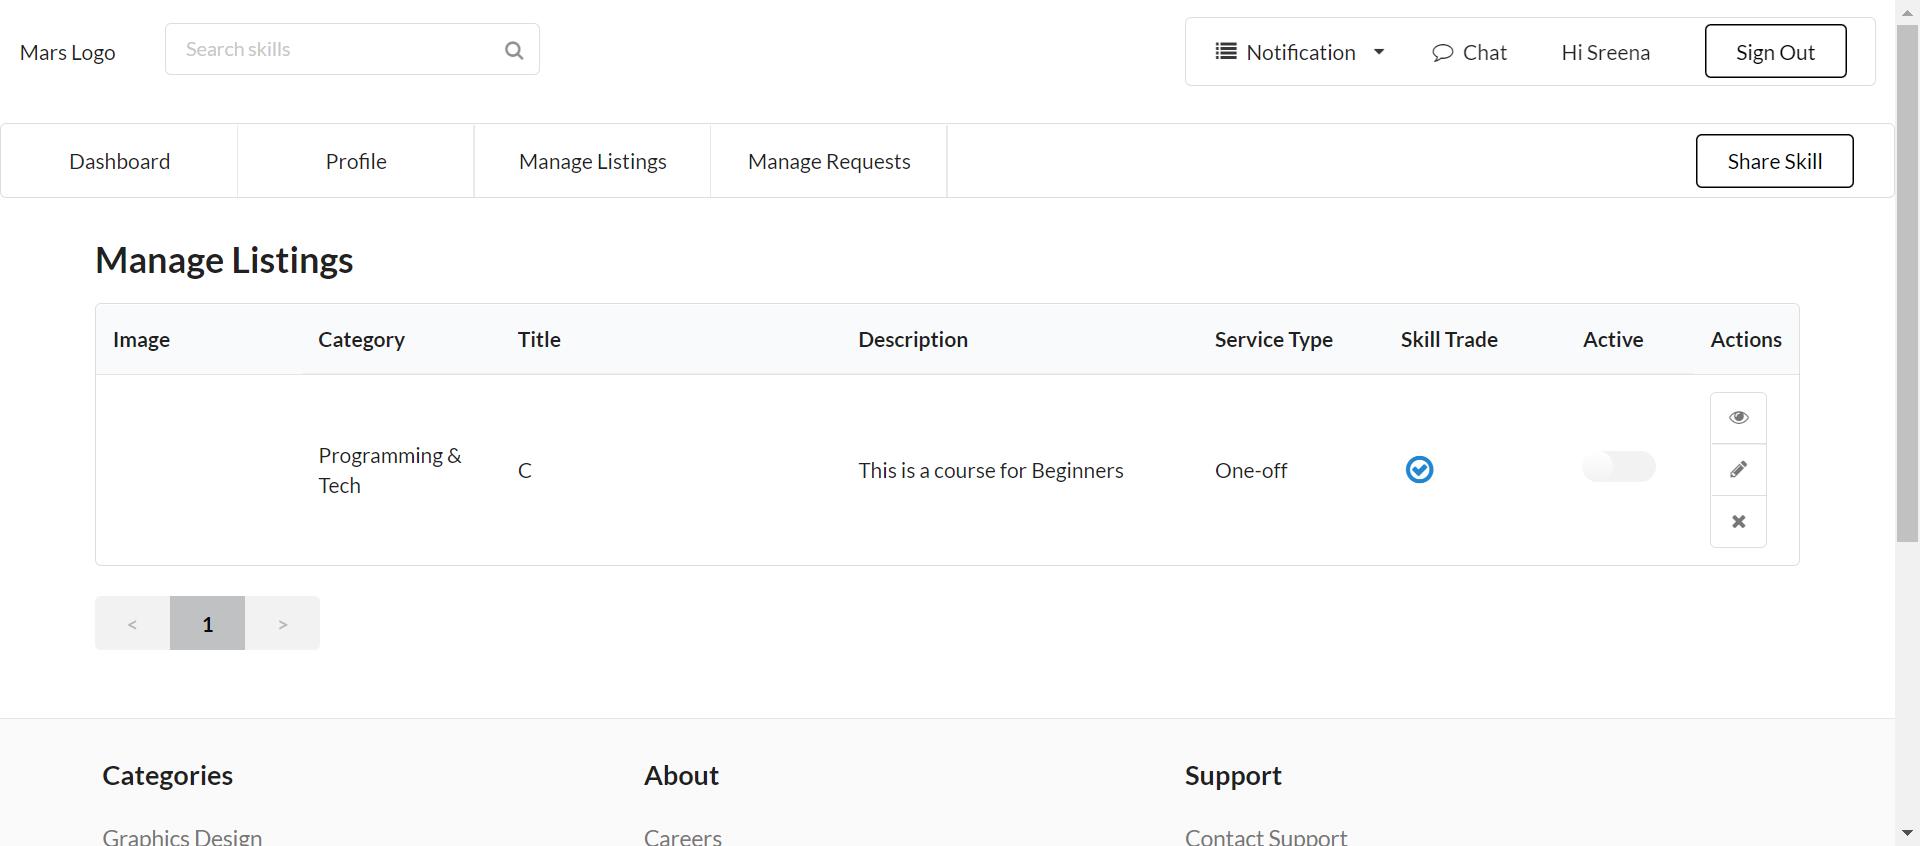 Mars Logo
Search skills
Notification
Chat
Hi Sreena
Sign Out
Dashboard
Profile
Manage Listings
Manage Requests
Share Skill
Manage Listings
Image
Category
Title
Description
Service Type
Skill Trade
Active
Actions
Programming &
Tech
C
This is a course for Beginners
One-off
<
1
>
Categories
About
Support
Graphics Design
Careers
Contact Support